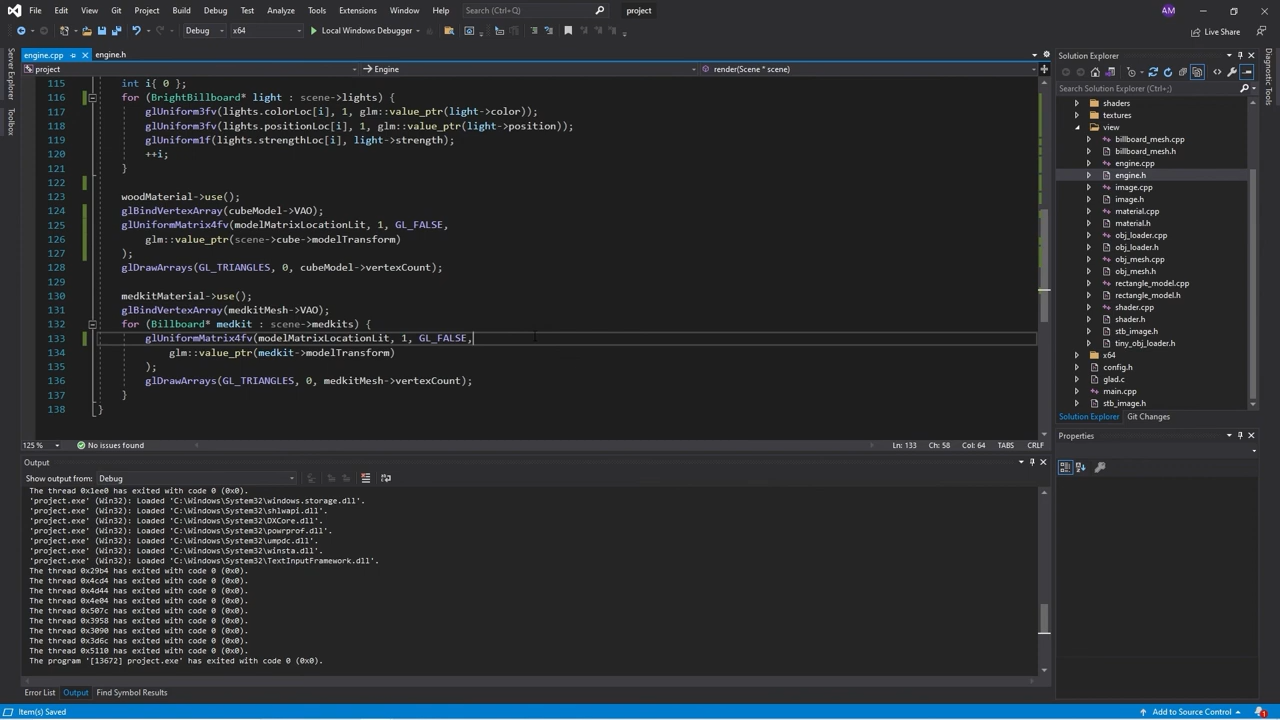 File Edit View Git Project Build Debug Test Analyze Tools Extensions Window Help Search (Ctrl+Q) project AM
Debug x64 Local Windows Debugger Live Share
engine.cpp engine.h
project Engine render(Scene * scene)
115 int i{ 0 };
116 for (BrightBillboard* light : scene->lights) {
117 glUniform3fv(lights.colorLoc[i], 1, glm::value_ptr(light->color));
118 glUniform3fv(lights.positionLoc[i], 1, glm::value_ptr(light->position));
119 glUniform1f(lights.strengthLoc[i], light->strength);
120 ++i;
121 }
122
123 woodMaterial->use();
124 glBindVertexArray(cubeModel->VAO);
125 glUniformMatrix4fv(modelMatrixLocationLit, 1, GL_FALSE,
126 glm::value_ptr(scene->cube->modelTransform)
127 );
128 glDrawArrays(GL_TRIANGLES, 0, cubeModel->vertexCount);
129
130 medkitMaterial->use();
131 glBindVertexArray(medkitMesh->VAO);
132 for (Billboard* medkit : scene->medkits) {
133 glUniformMatrix4fv(modelMatrixLocationLit, 1, GL_FALSE,
134 glm::value_ptr(medkit->modelTransform)
135 );
136 glDrawArrays(GL_TRIANGLES, 0, medkitMesh->vertexCount);
137 }
138 }
125 % No issues found Ln: 133 Ch: 58 Col: 64 TABS CRLF
Output
Show output from: Debug
The thread 0x1ee0 has exited with code 0 (0x0).
'project.exe' (Win32): Loaded 'C:\Windows\System32\windows.storage.dll'.
'project.exe' (Win32): Loaded 'C:\Windows\System32\shlwapi.dll'.
'project.exe' (Win32): Loaded 'C:\Windows\System32\DXCore.dll'.
'project.exe' (Win32): Loaded 'C:\Windows\System32\powrprof.dll'.
'project.exe' (Win32): Loaded 'C:\Windows\System32\umpdc.dll'.
'project.exe' (Win32): Loaded 'C:\Windows\System32\winsta.dll'.
'project.exe' (Win32): Loaded 'C:\Windows\System32\TextInputFramework.dll'.
The thread 0x29b4 has exited with code 0 (0x0).
The thread 0x4cd4 has exited with code 0 (0x0).
The thread 0x4d44 has exited with code 0 (0x0).
The thread 0x4e04 has exited with code 0 (0x0).
The thread 0x507c has exited with code 0 (0x0).
The thread 0x3958 has exited with code 0 (0x0).
The thread 0x3090 has exited with code 0 (0x0).
The thread 0x3d6c has exited with code 0 (0x0).
The thread 0x5110 has exited with code 0 (0x0).
The program '[13672] project.exe' has exited with code 0 (0x0).
Error List Output Find Symbol Results
Item(s) Saved Add to Source Control 1
Server Explorer
Toolbox
Solution Explorer
Search Solution Explorer (Ctrl+;)
shaders
textures
view
billboard_mesh.cpp
billboard_mesh.h
engine.cpp
engine.h
image.cpp
image.h
material.cpp
material.h
obj_loader.cpp
obj_loader.h
obj_mesh.cpp
obj_mesh.h
rectangle_model.cpp
rectangle_model.h
shader.cpp
shader.h
stb_image.h
tiny_obj_loader.h
x64
config.h
glad.c
main.cpp
stb_image.h
Solution Explorer Git Changes
Properties
Diagnostic Tools